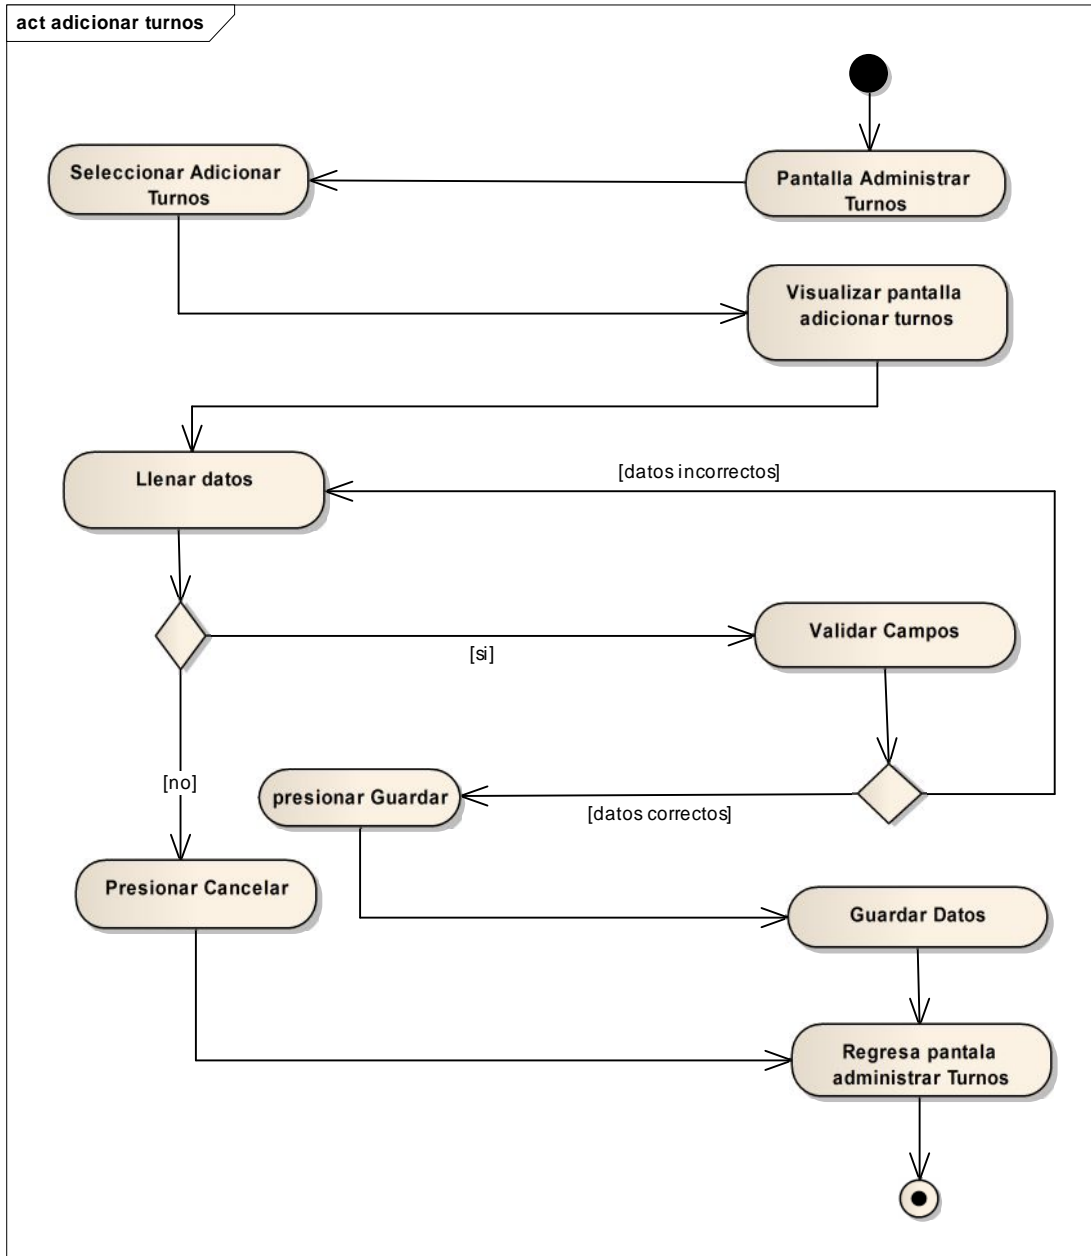 act adicionar turnos
Seleccionar Adicionar
Turnos
Pantalla Administrar
Turnos
Visualizar pantalla
adicionar turnos
Llenar datos
[datos incorrectos]
Validar Campos
[si]
[no]
presionar Guardar
[datos correctos]
Presionar Cancelar
Guardar Datos
Regresa pantala
administrar Turnos